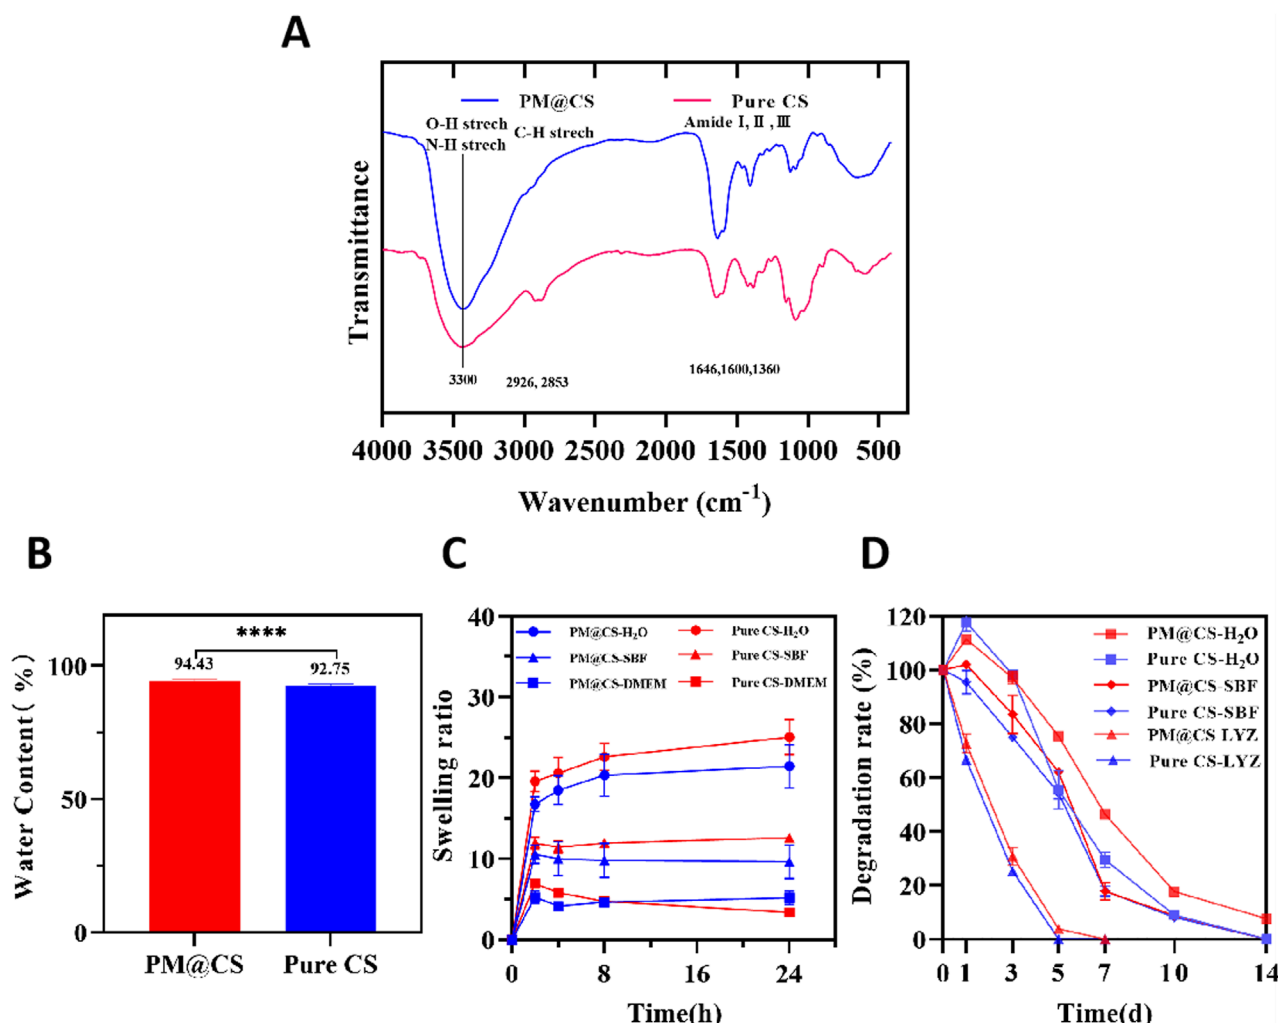 A
PM@CS
Pure CS
O-H strech
N-H strech
C-H strech
Amide I, II , III
Transmittance
3300
2926, 2853
1646,1600,1360
4000 3500 3000 2500 2000 1500 1000 500
Wavenumber (cm-1)
B
****
94.43
92.75
Water Content( %)
100
50
0
PM@CS
Pure CS
C
Swelling ratio
40
30
20
10
0
PM@CS-H2O
Pure CS-H2O
PM@CS-SBF
Pure CS-SBF
PM@CS-DMEM
Pure CS-DMEM
0 8 16 24
Time(h)
D
Degradation rate (%)
120
100
80
60
40
20
0
PM@CS-H2O
Pure CS-H2O
PM@CS-SBF
Pure CS-SBF
PM@CS-LYZ
Pure CS-LYZ
0 1 3 5 7 10 14
Time(d)